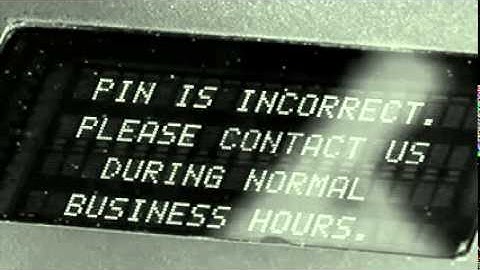 PIN IS INCORRECT.
PLEASE CONTACT US
DURING NORMAL
BUSINESS HOURS.